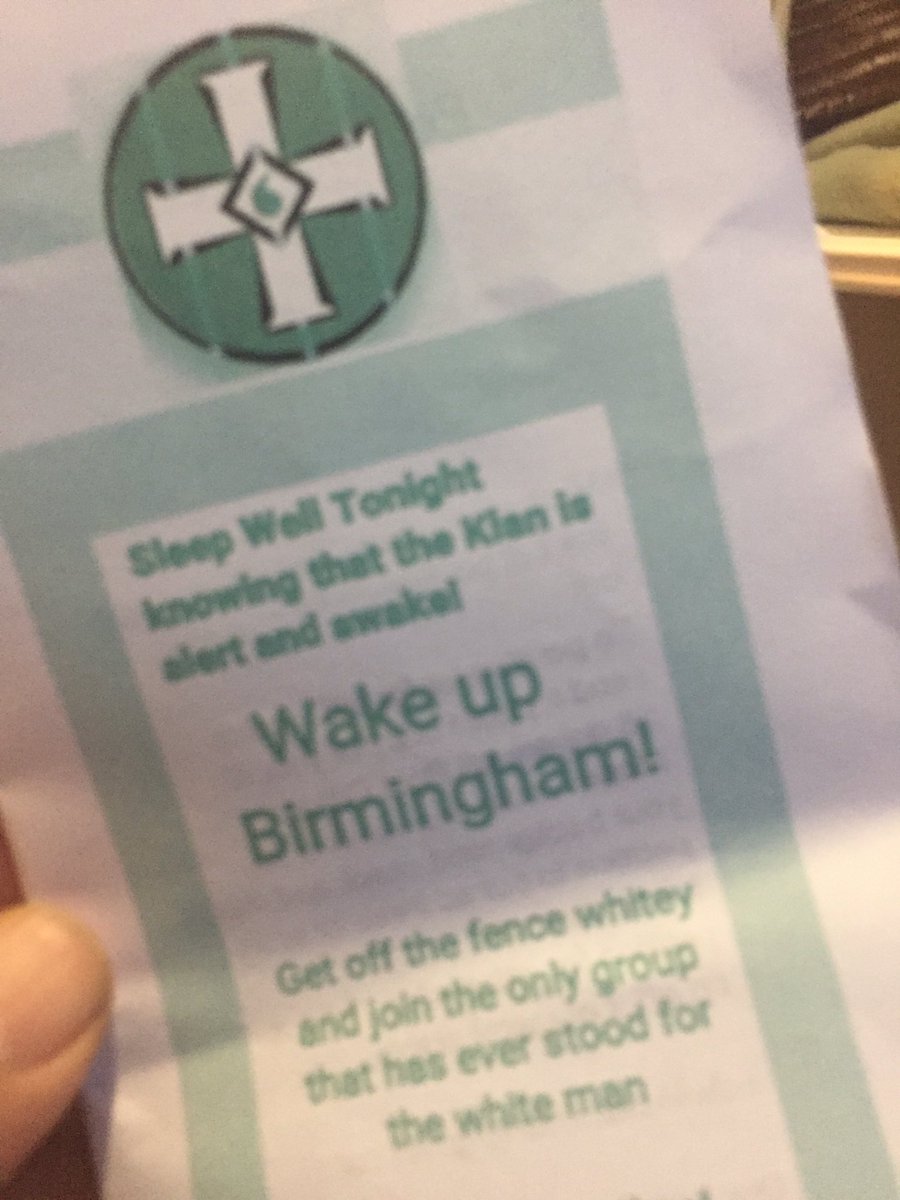 Sleep Well Tonight
knowing that the Klan is
alert and awake!
Wake up
Birmingham!
Get off the fence whitey
and join the only group
that has ever stood for
the white man